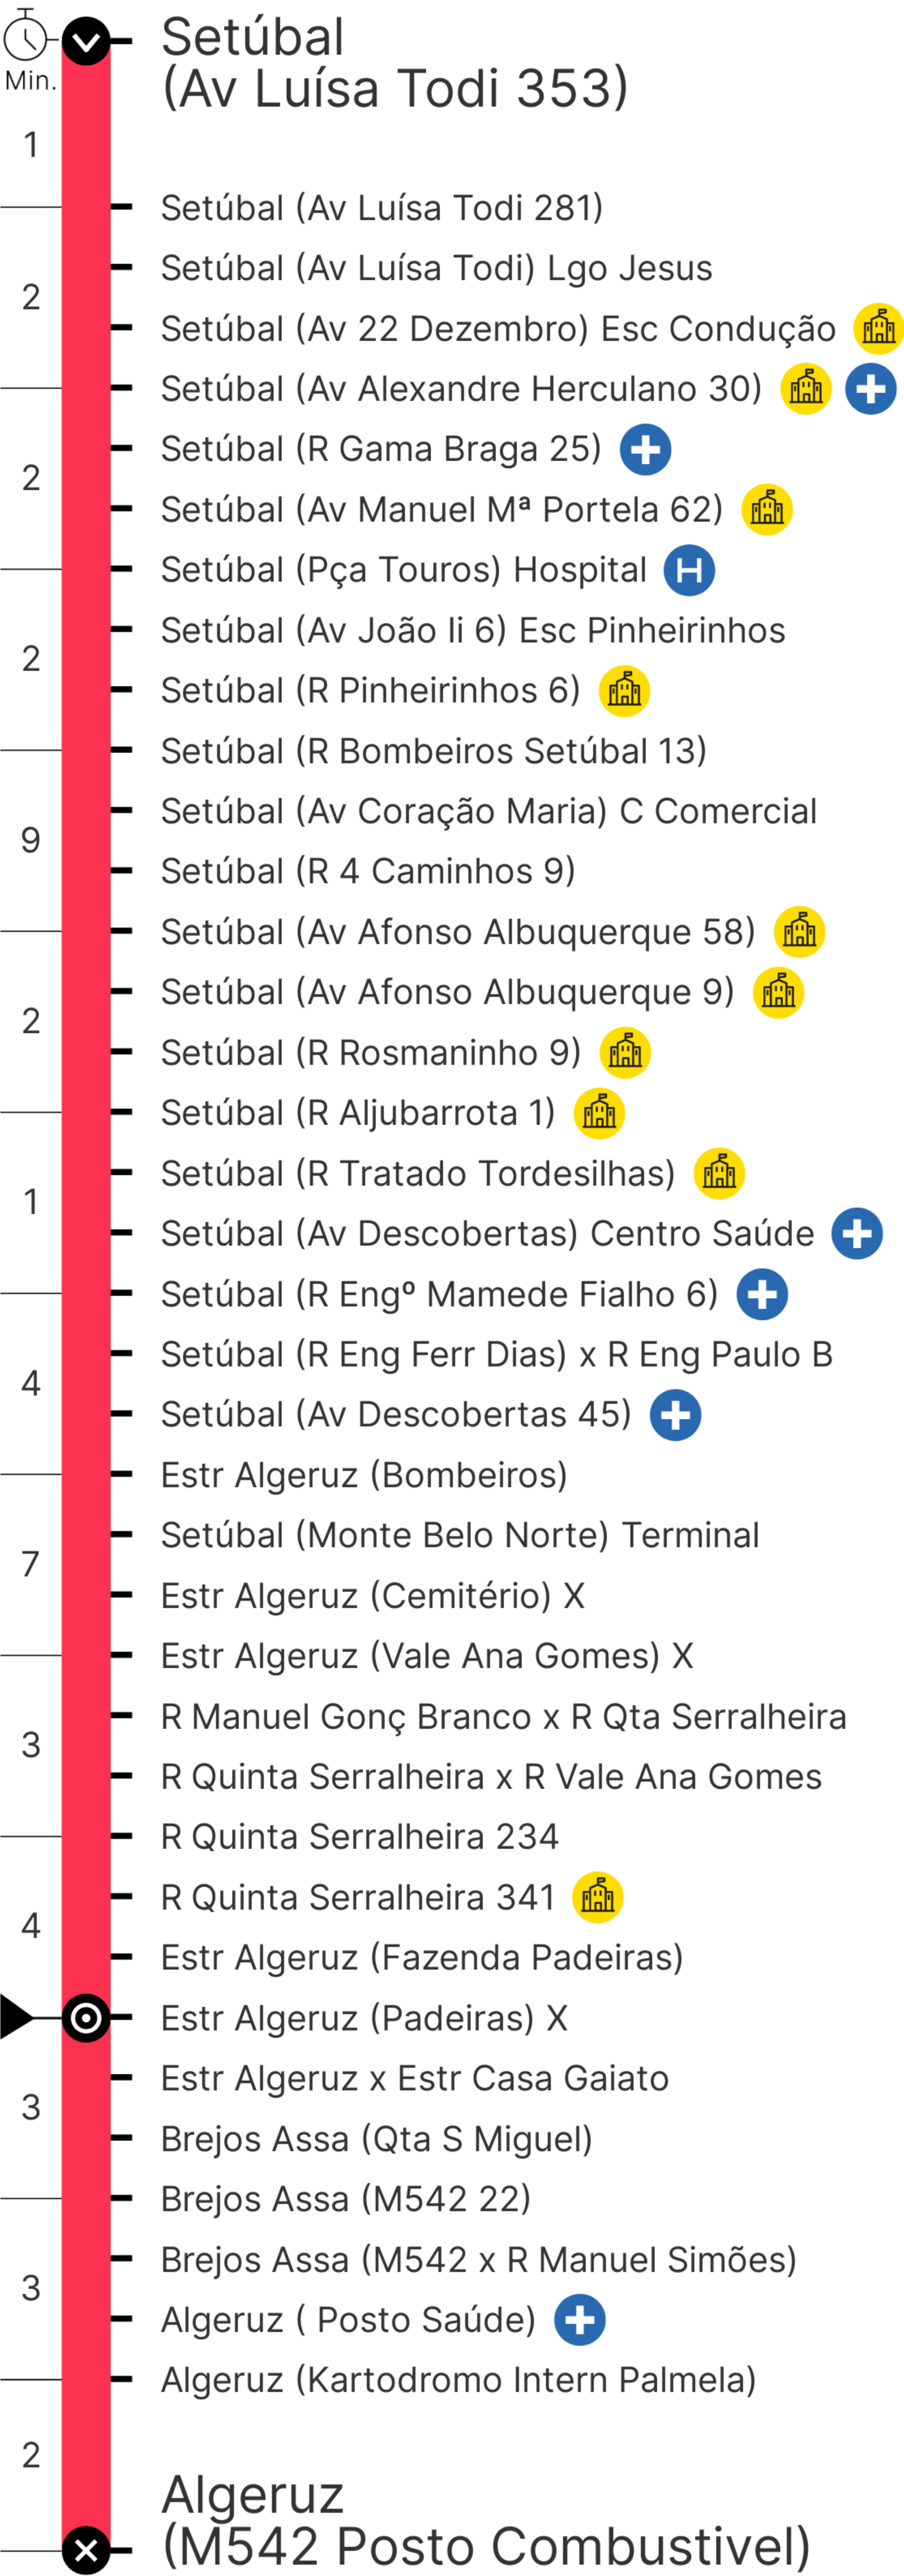 Setúbal
(Av Luísa Todi 353)
Min.
1
Setúbal (Av Luísa Todi 281)
Setúbal (Av Luísa Todi) Lgo Jesus
2
Setúbal (Av 22 Dezembro) Esc Condução
Setúbal (Av Alexandre Herculano 30)
Setúbal (R Gama Braga 25)
2
Setúbal (Av Manuel Mª Portela 62)
Setúbal (Pça Touros) Hospital H
Setúbal (Av João Ii 6) Esc Pinheirinhos
2
Setúbal (R Pinheirinhos 6)
Setúbal (R Bombeiros Setúbal 13)
Setúbal (Av Coração Maria) C Comercial
9
Setúbal (R 4 Caminhos 9)
Setúbal (Av Afonso Albuquerque 58)
Setúbal (Av Afonso Albuquerque 9)
2
Setúbal (R Rosmaninho 9)
Setúbal (R Aljubarrota 1)
Setúbal (R Tratado Tordesilhas)
1
Setúbal (Av Descobertas) Centro Saúde
Setúbal (R Engº Mamede Fialho 6)
Setúbal (R Eng Ferr Dias) x R Eng Paulo B
4
Setúbal (Av Descobertas 45)
Estr Algeruz (Bombeiros)
Setúbal (Monte Belo Norte) Terminal
7
Estr Algeruz (Cemitério) X
Estr Algeruz (Vale Ana Gomes) X
R Manuel Gonç Branco x R Qta Serralheira
3
R Quinta Serralheira x R Vale Ana Gomes
R Quinta Serralheira 234
R Quinta Serralheira 341
4
Estr Algeruz (Fazenda Padeiras)
Estr Algeruz (Padeiras) X
Estr Algeruz x Estr Casa Gaiato
3
Brejos Assa (Qta S Miguel)
Brejos Assa (M542 22)
Brejos Assa (M542 x R Manuel Simões)
3
Algeruz ( Posto Saúde)
Algeruz (Kartodromo Intern Palmela)
2
Algeruz
(M542 Posto Combustivel)